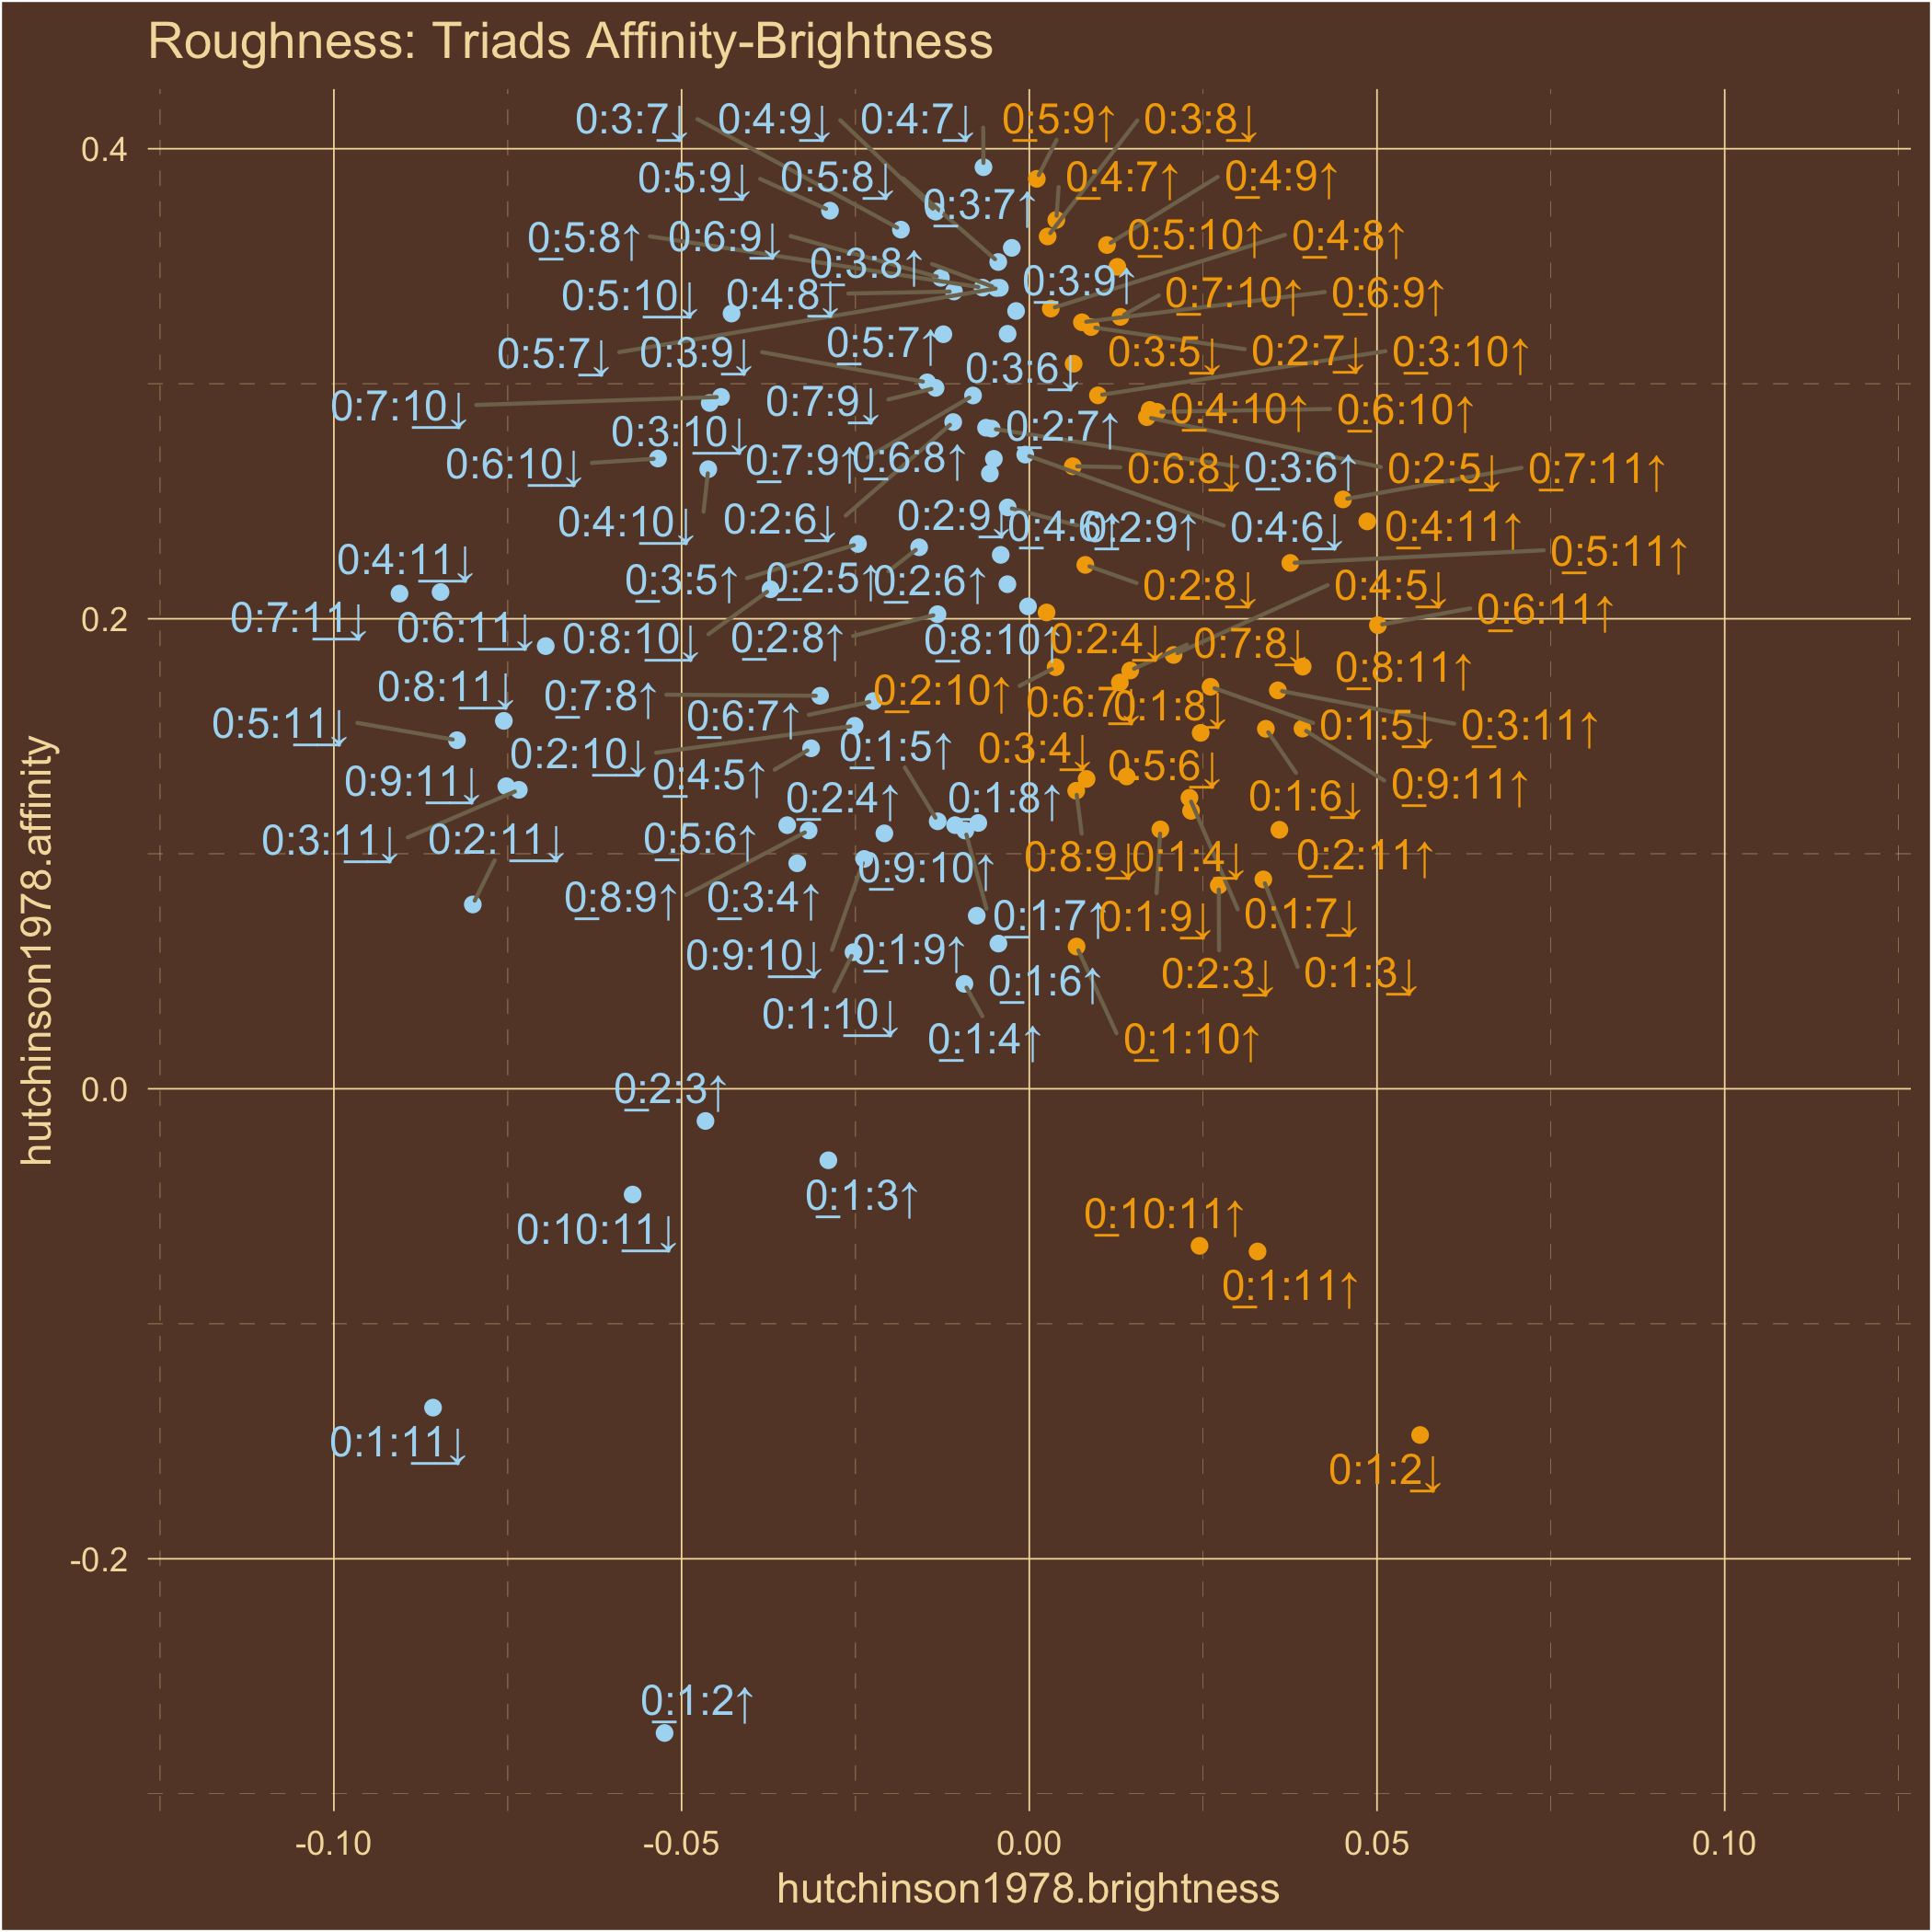 Roughness: Triads Affinity-Brightness
0:3:7↓ 0:4:9↓ 0:4:7↓ 0:5:9↑ 0:3:8↓
0:5:9↓ 0:5:8↓ 0:4:7↑ 0:4:9↑
0:3:7↑
0.4
0:5:8↑ 0:6:9↓ 0:5:10↑ 0:4:8↑
0:3:8↑ 0:3:9↑
0:5:10↓ 0:4:8↓ 0:7:10↑ 0:6:9↑
0:5:7↓ 0:3:9↓ 0:5:7↑ 0:3:5↓ 0:2:7↓ 0:3:10↑
0:3:6↓
0:7:10↓ 0:7:9↓ 0:4:10↑ 0:6:10↑
0:3:10↓ 0:2:7↑
0:6:10↓ 0:7:9↑ 0:6:8↑ 0:6:8↓ 0:3:6↑ 0:2:5↓ 0:7:11↑
0:4:10↓ 0:2:6↓ 0:2:9↓ 0:4:6↑ 0:2:9↑ 0:4:6↓ 0:4:11↑
0:4:11↓ 0:5:11↑
0:3:5↑ 0:2:5↑ 0:2:6↑ 0:2:8↓ 0:4:5↓
0:7:11↓ 0:6:11↓ 0:6:11↑
0.2
0:8:10↓ 0:2:8↑ 0:8:10↑ 0:2:4↓ 0:7:8↓ 0:8:11↑
0:8:11↓ 0:7:8↑ 0:2:10↑ 0:6:7↓ 0:1:8↓
0:5:11↓ 0:6:7↑ 0:1:5↓ 0:3:11↑
0:2:10↓ 0:1:5↑ 0:3:4↓
0:9:11↓ 0:4:5↑ 0:5:6↓ 0:9:11↑
0:2:4↑ 0:1:8↑ 0:1:6↓
0:3:11↓ 0:2:11↓ 0:5:6↑ 0:9:10↑ 0:8:9↓ 0:1:4↓ 0:2:11↑
0:8:9↑ 0:3:4↑ 0:1:7↑ 0:1:9↓ 0:1:7↓
0:9:10↓ 0:1:9↑ 0:2:3↓ 0:1:3↓
0:1:6↑
0:1:10↓ 0:1:4↑ 0:1:10↑
0.0
0:2:3↑
0:1:3↑
0:10:11↓ 0:10:11↑
0:1:11↑
0:1:11↓
0:1:2↓
-0.2
0:1:2↑
-0.10 -0.05 0.00 0.05 0.10
hutchinson1978.brightness
hutchinson1978.affinity